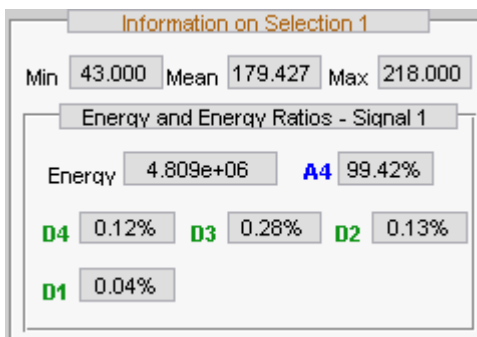 Information on Selection 1
Min 43.000 Mean 179.427 Max 218.000
Energy and Energy Ratios - Signal 1
Energy 4.809e+06 A4 99.42%
D4 0.12% D3 0.28% D2 0.13%
D1 0.04%